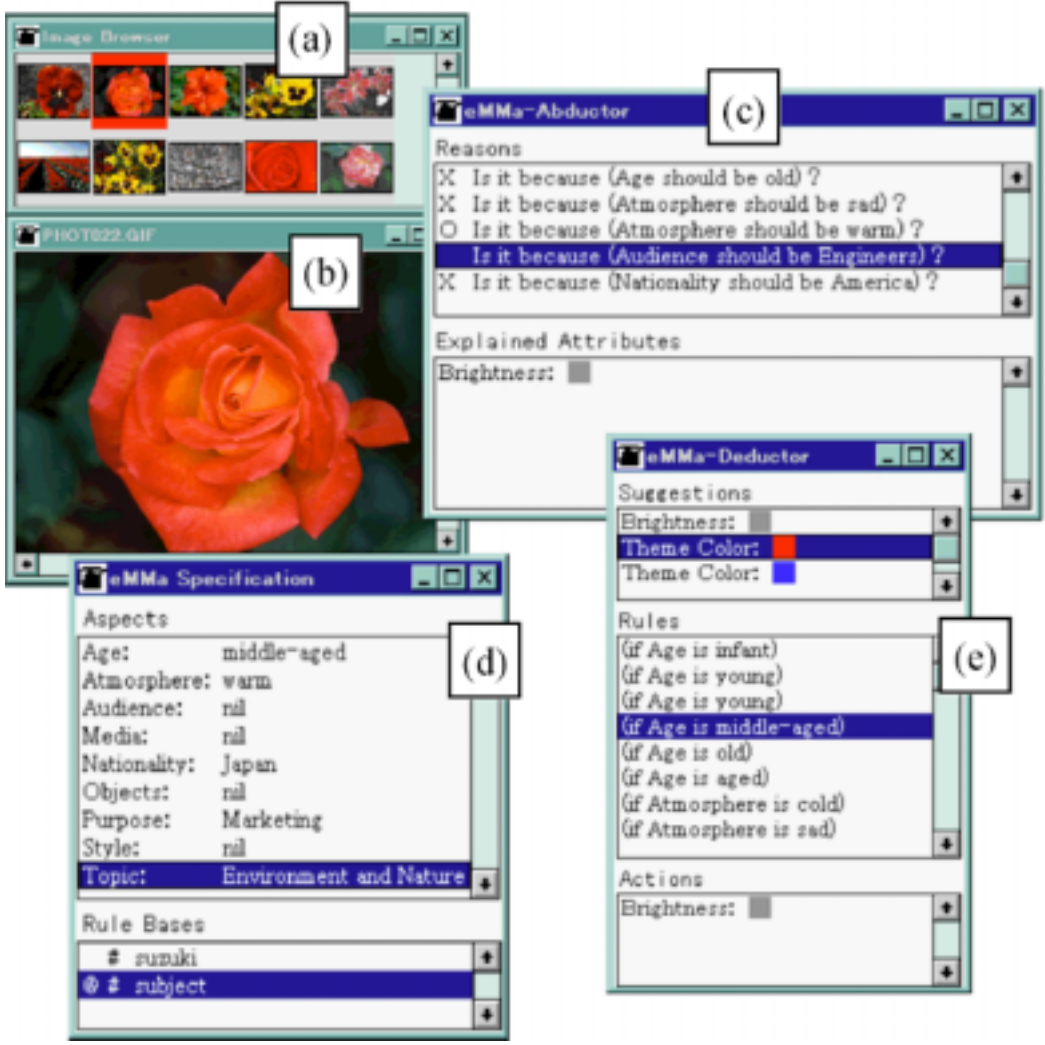 (a)
Image Browser
(b)
PHOTO22.GIF
(c)
eMMa-Abductor
Reasons
X Is it because (Age should be old) ?
X Is it because (Atmosphere should be sad) ?
O Is it because (Atmosphere should be warm) ?
Is it because (Audience should be Engineers) ?
X Is it because (Nationality should be America) ?
Explained Attributes
Brightness:
(d)
eMMa Specification
Aspects
Age: middle-aged
Atmosphere: warm
Audience: nil
Media: nil
Nationality: Japan
Objects: nil
Purpose: Marketing
Style: nil
Topic: Environment and Nature
Rule Bases
# suzuki
@ # subject
(e)
eMMa-Deductor
Suggestions
Brightness:
Theme Color:
Theme Color:
Rules
(if Age is infant)
(if Age is young)
(if Age is young)
(if Age is middle-aged)
(if Age is old)
(if Age is aged)
(if Atmosphere is cold)
(if Atmosphere is sad)
Actions
Brightness: